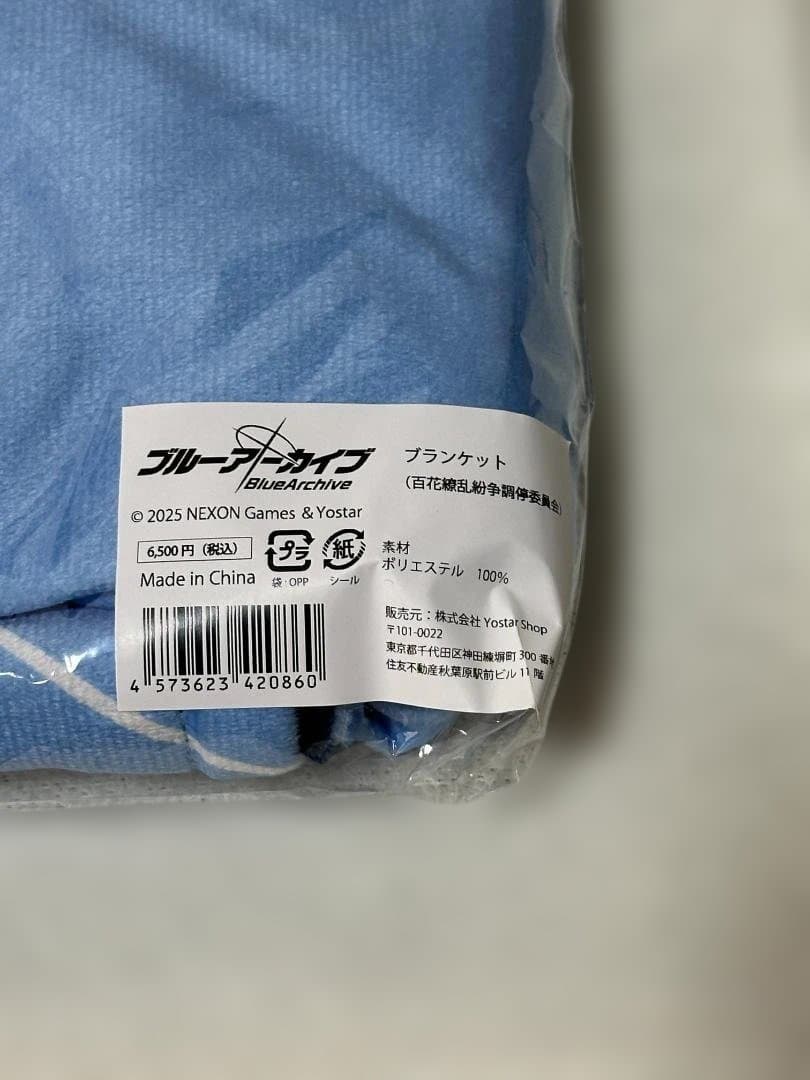 ブルーアーカイブ
BlueArchive
© 2025 NEXON Games & Yostar
6,500円（税込）
プラ
紙
袋：OPP
シール
Made in China
4 573623 420860
ブランケット
（百花繚乱紛争調停委員会）
素材
ポリエステル 100%
販売元：株式会社 Yostar Shop
〒101-0022
東京都千代田区神田練塀町 300 番地
住友不動産秋葉原駅前ビル 11 階